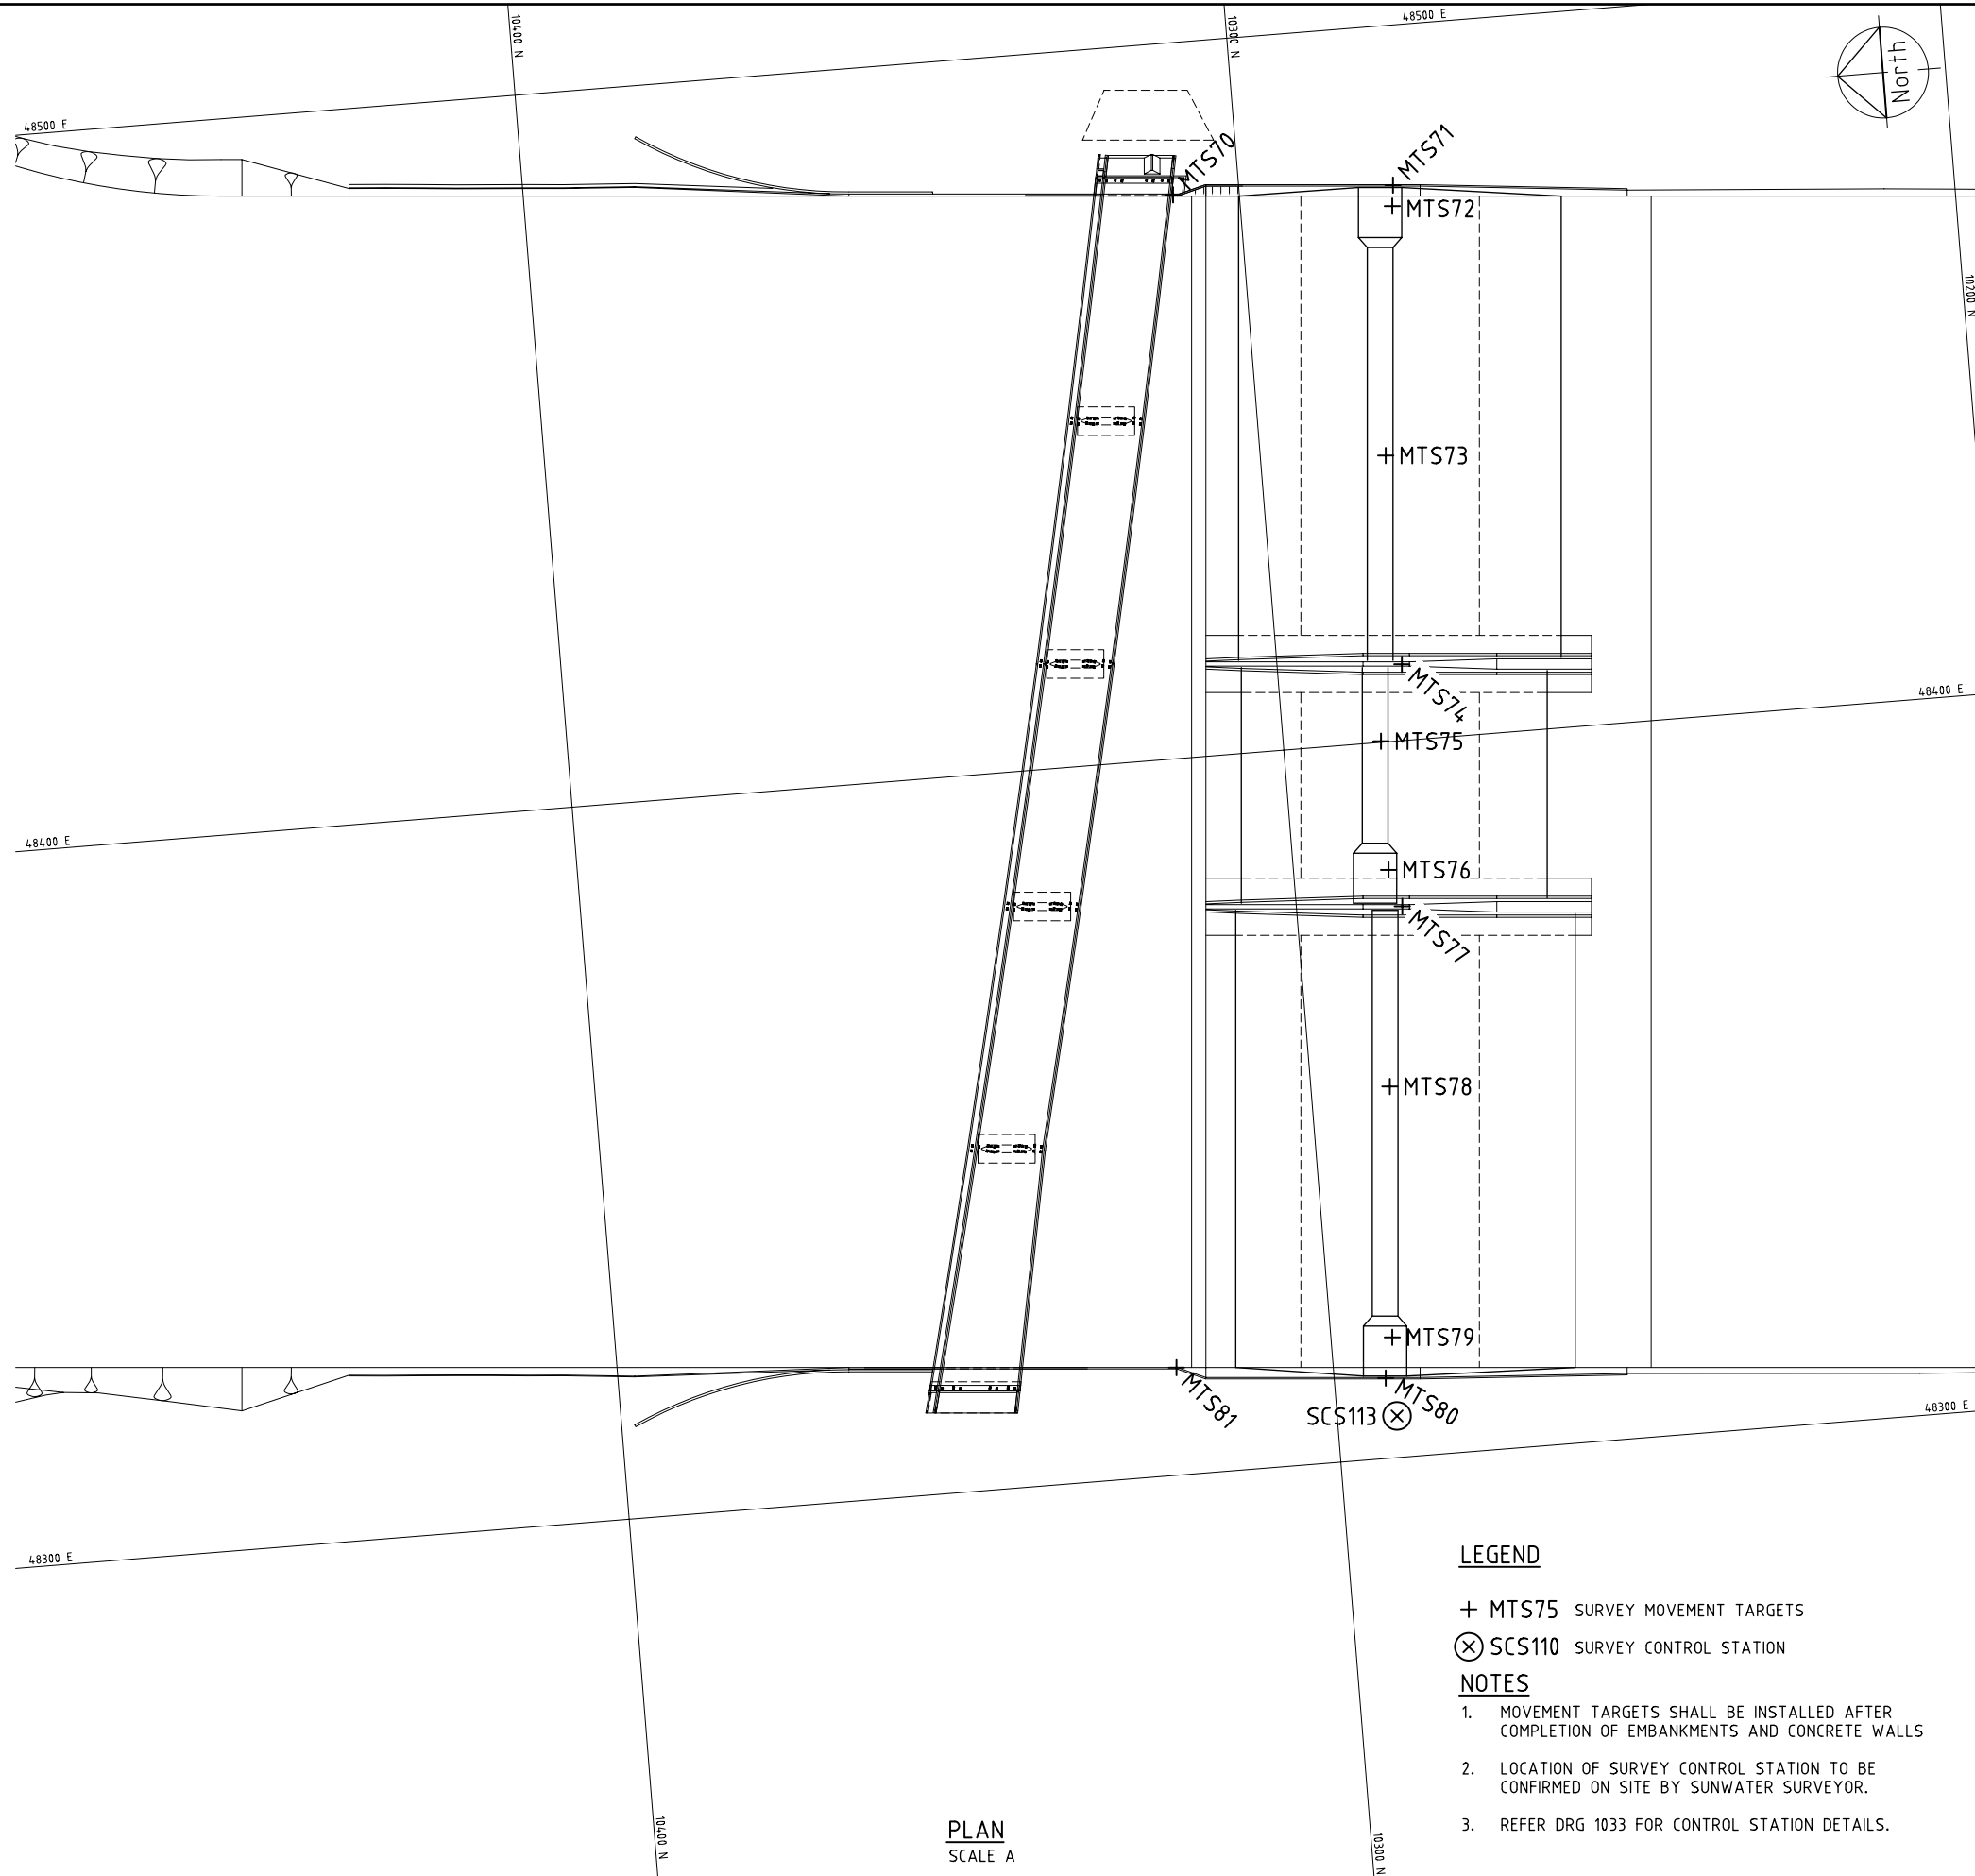 10400 N
10300 N
48500 E
North
48500 E
MTS70
MTS71
MTS72
10200 N
MTS73
MTS74
48400 E
MTS75
48400 E
MTS76
MTS77
MTS78
MTS79
MTS81
MTS80
SCS113
48300 E
48300 E
LEGEND
MTS75 SURVEY MOVEMENT TARGETS
SCS110 SURVEY CONTROL STATION
NOTES
1. MOVEMENT TARGETS SHALL BE INSTALLED AFTER
COMPLETION OF EMBANKMENTS AND CONCRETE WALLS
2. LOCATION OF SURVEY CONTROL STATION TO BE
CONFIRMED ON SITE BY SUNWATER SURVEYOR.
3. REFER DRG 1033 FOR CONTROL STATION DETAILS.
10400 N
PLAN
SCALE A
10300 N